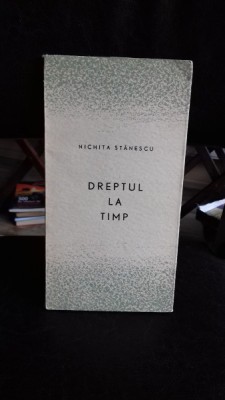 NICHITA STĂNESCU
DREPTUL
LA
TIMP